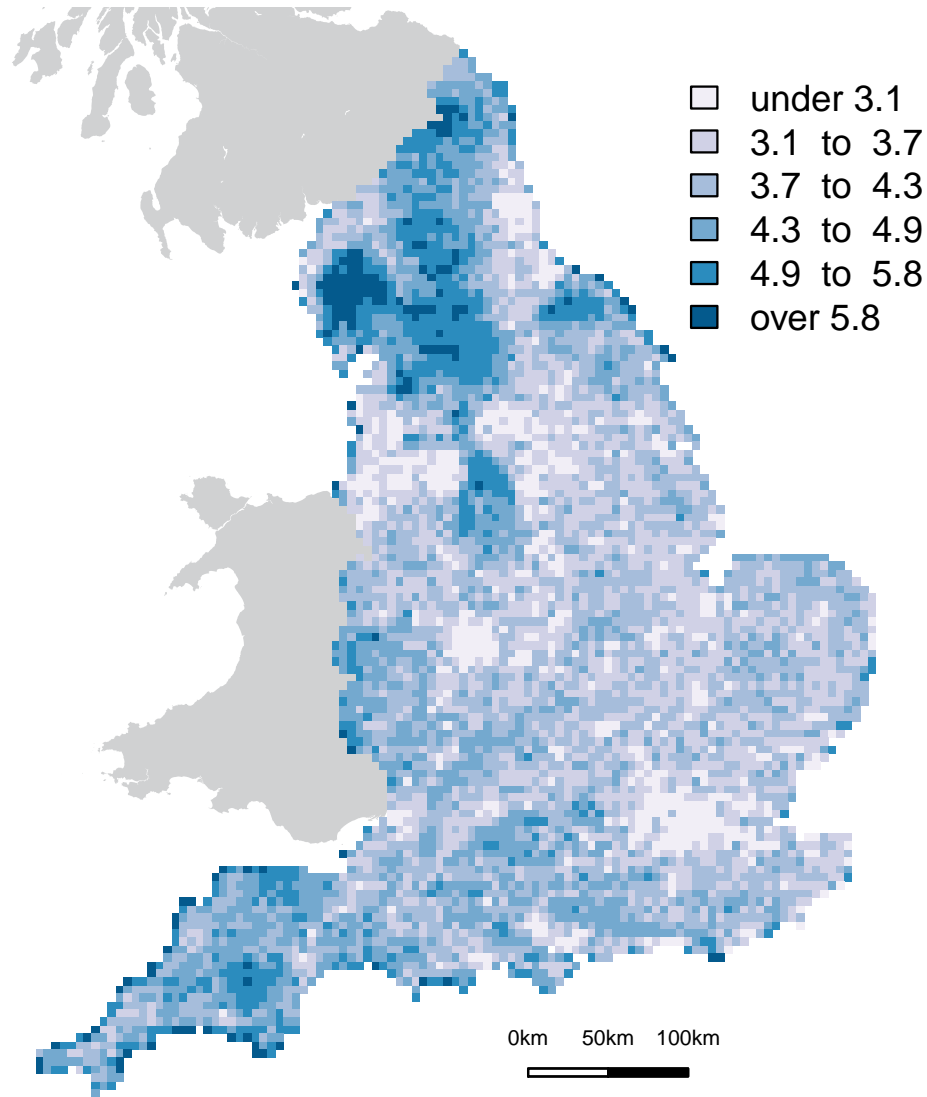 under 3.1
3.1 to 3.7
3.7 to 4.3
4.3 to 4.9
4.9 to 5.8
over 5.8
0km 50km 100km